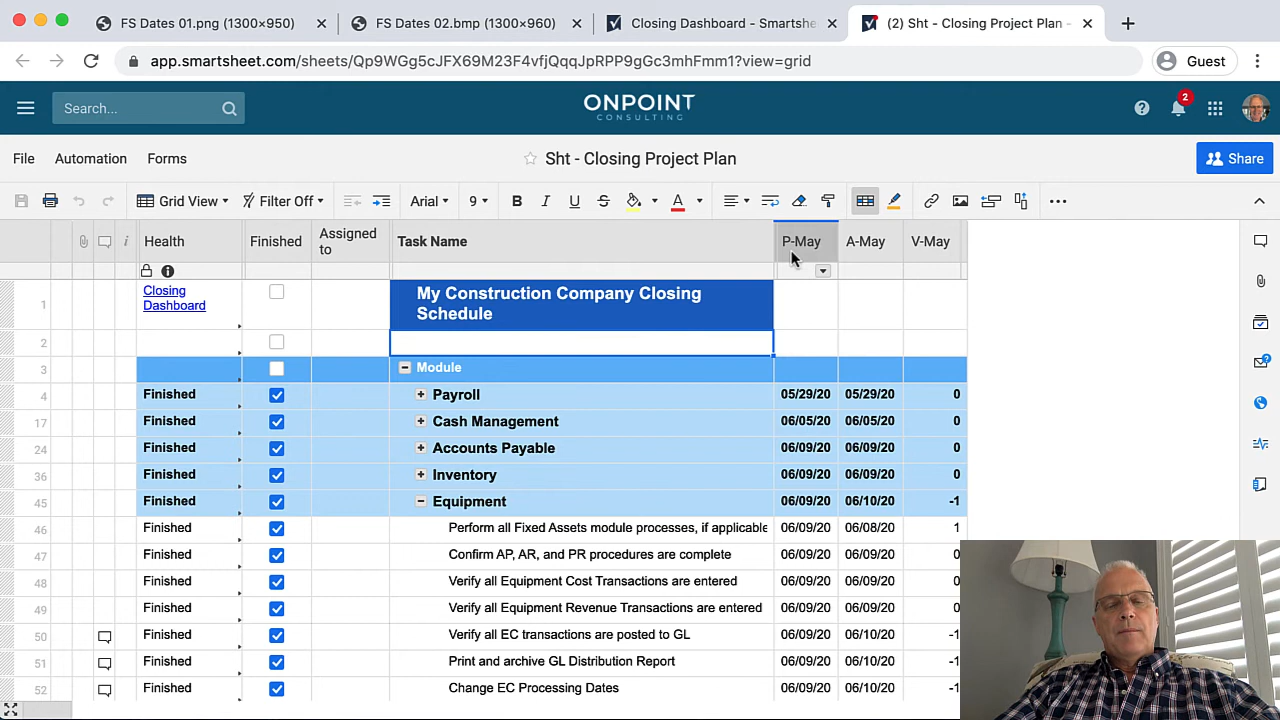 FS Dates 01.png (1300×950)
FS Dates 02.bmp (1300×960)
Closing Dashboard - Smartshe
(2) Sht - Closing Project Plan -
app.smartsheet.com/sheets/Qp9WGg5cJFX69M23F4vfjQqqJpRPP9gGc3mhFmm1?view=grid
Guest
Search...
ONPOINT
CONSULTING
2
File Automation Forms
Sht - Closing Project Plan
Share
Grid View Filter Off Arial 9 B I U S A
Health Finished Assigned to Task Name P-May A-May V-May
1 Closing Dashboard My Construction Company Closing Schedule
2
3 Module
4 Finished Payroll 05/29/20 05/29/20 0
17 Finished Cash Management 06/05/20 06/05/20 0
24 Finished Accounts Payable 06/09/20 06/09/20 0
36 Finished Inventory 06/09/20 06/09/20 0
45 Finished Equipment 06/09/20 06/10/20 -1
46 Finished Perform all Fixed Assets module processes, if applicable 06/09/20 06/08/20 1
47 Finished Confirm AP, AR, and PR procedures are complete 06/09/20 06/09/20 0
48 Finished Verify all Equipment Cost Transactions are entered 06/09/20 06/09/20 0
49 Finished Verify all Equipment Revenue Transactions are entered 06/09/20 06/09/20 0
50 Finished Verify all EC transactions are posted to GL 06/09/20 06/10/20 -1
51 Finished Print and archive GL Distribution Report 06/09/20 06/10/20 -1
52 Finished Change EC Processing Dates 06/09/20 06/10/20 -1